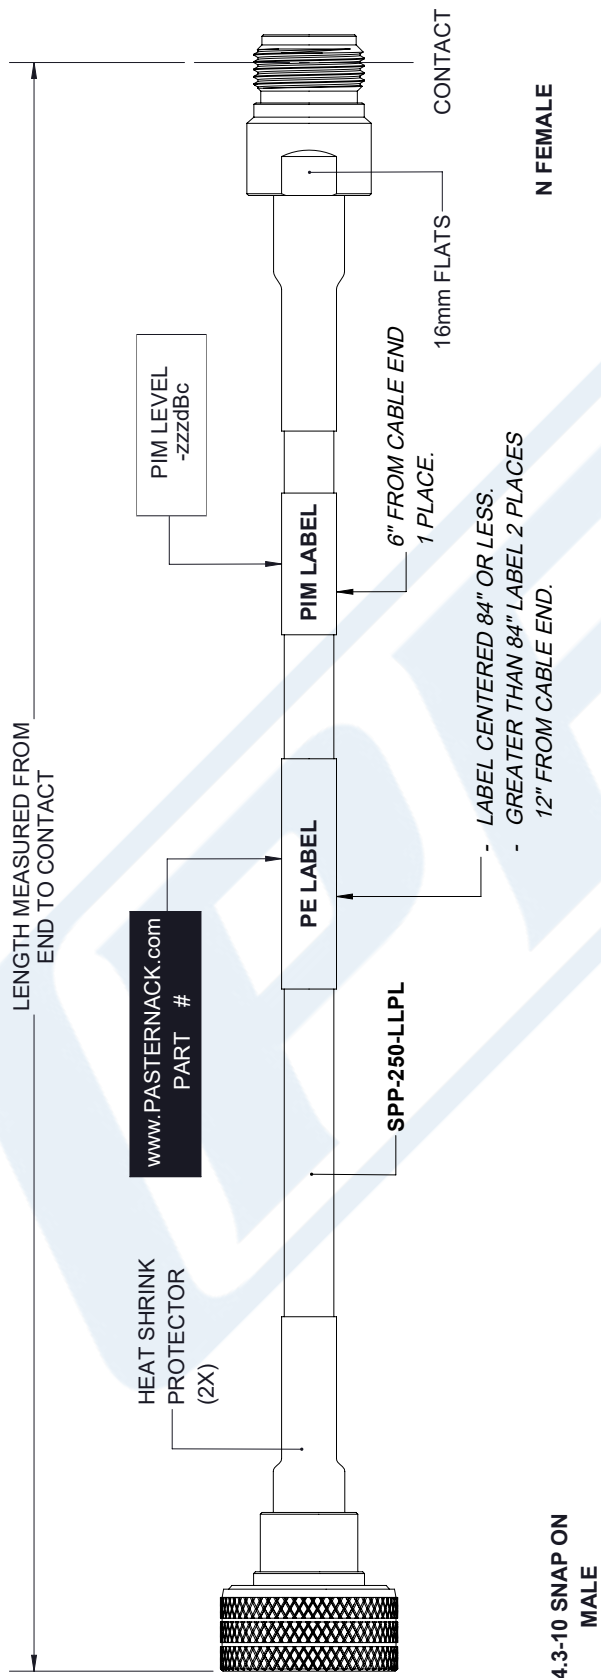 LENGTH MEASURED FROM
END TO CONTACT
HEAT SHRINK
PROTECTOR
(2X)
www.PASTERNACK.com
PART #
PIM LEVEL
-zzzdBc
PE LABEL
PIM LABEL
CONTACT
16mm FLATS
6" FROM CABLE END
1 PLACE.
SPP-250-LLPL
- LABEL CENTERED 84" OR LESS.
- GREATER THAN 84" LABEL 2 PLACES
12" FROM CABLE END.
4.3-10 SNAP ON
MALE
N FEMALE